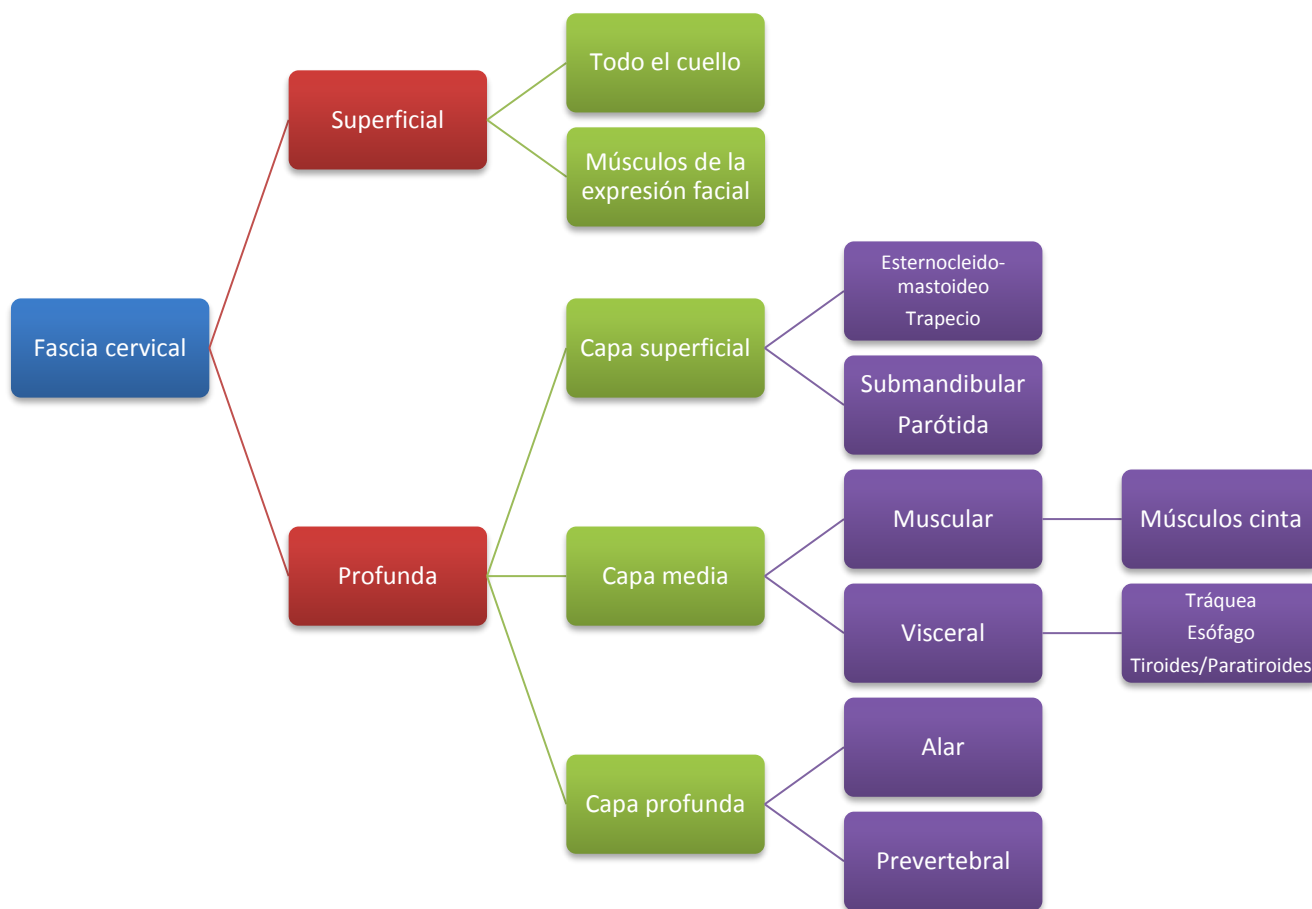 Fascia cervical
Superficial
Todo el cuello
Músculos de la
expresión facial
Profunda
Capa superficial
Esternocleido-
mastoideo
Trapecio
Submandibular
Parótida
Capa media
Muscular
Músculos cinta
Visceral
Tráquea
Esófago
Tiroides/Paratiroides
Capa profunda
Alar
Prevertebral